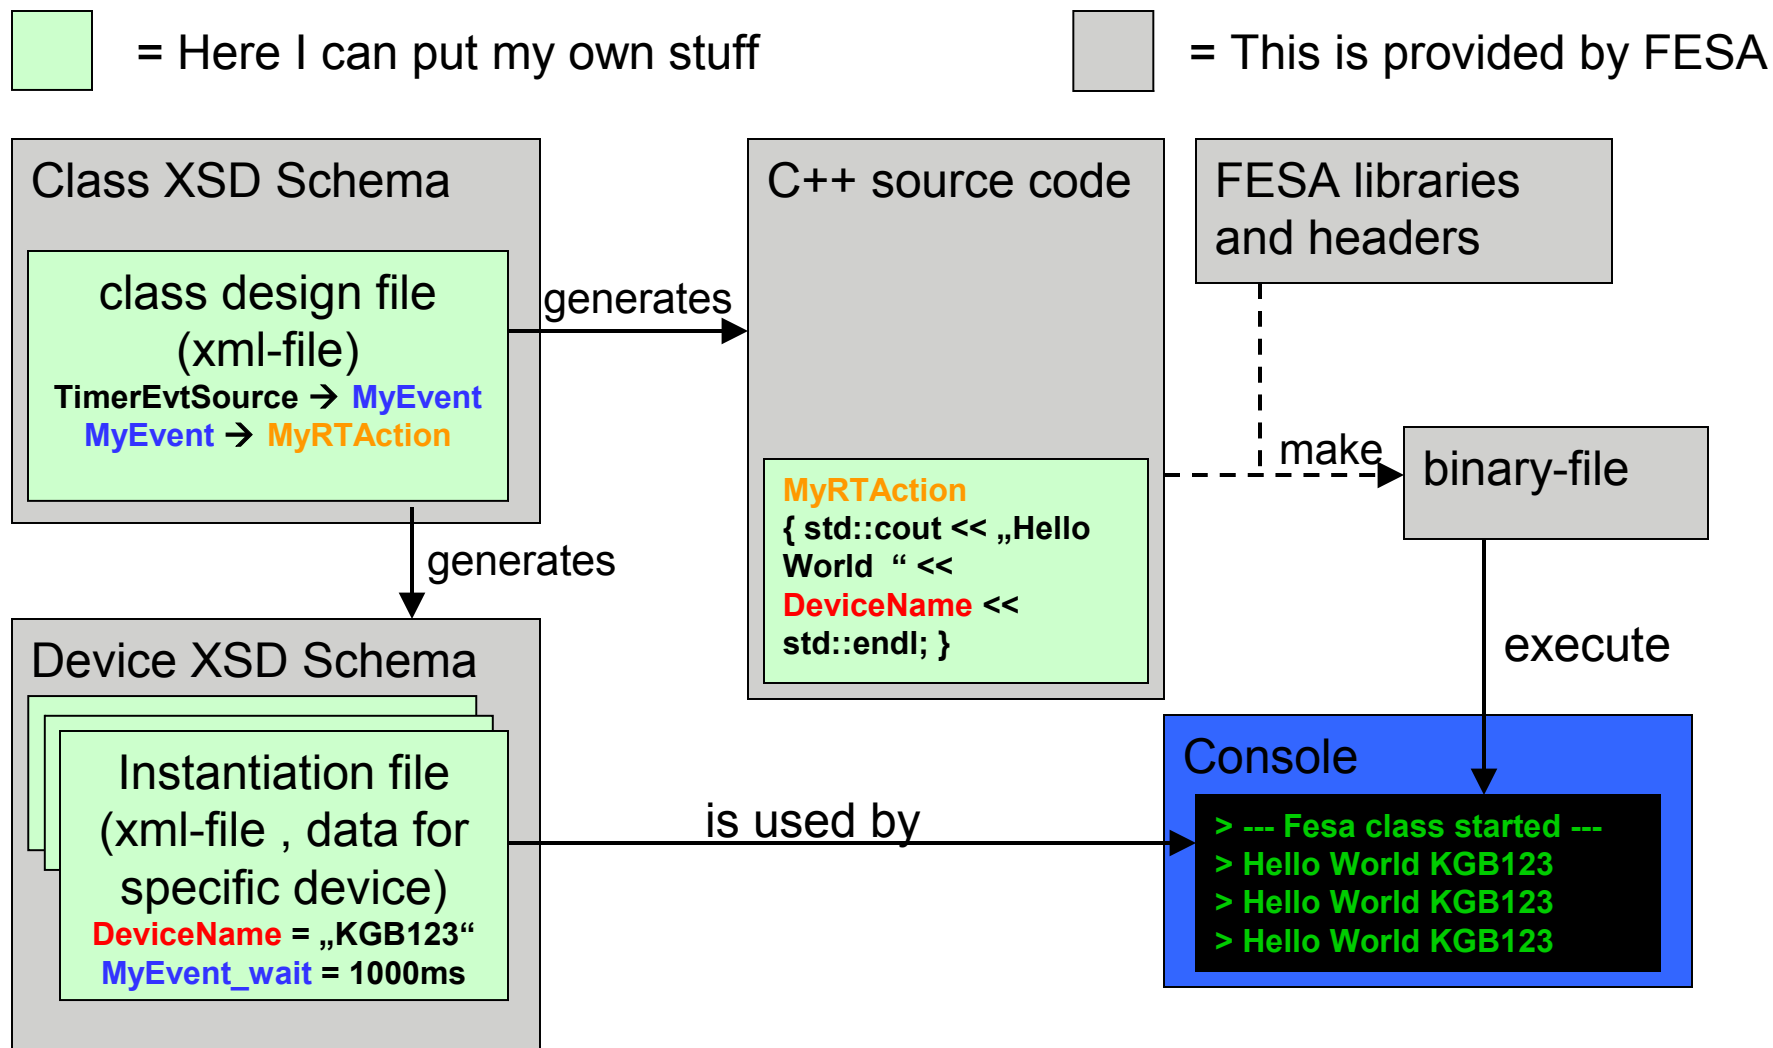 = Here I can put my own stuff
= This is provided by FESA
Class XSD Schema
class design file
(xml-file)
TimerEvtSource → MyEvent
MyEvent → MyRTAction
generates
generates
C++ source code
MyRTAction
{ std::cout << „Hello
World “ <<
DeviceName <<
std::endl; }
FESA libraries
and headers
make
binary-file
execute
Device XSD Schema
Instantiation file
(xml-file , data for
specific device)
DeviceName = „KGB123“
MyEvent_wait = 1000ms
is used by
Console
> --- Fesa class started ---
> Hello World KGB123
> Hello World KGB123
> Hello World KGB123